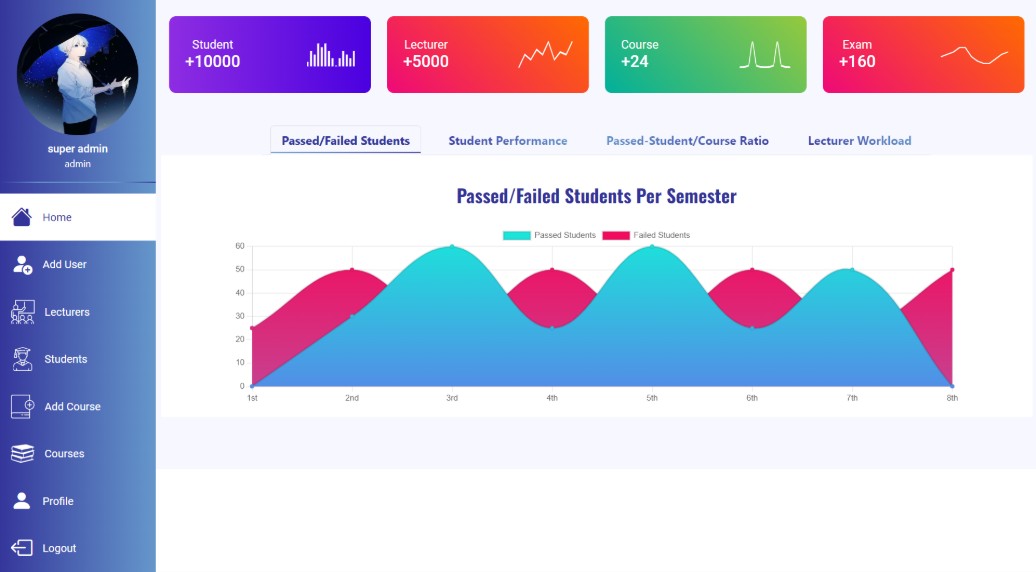 super admin
admin
Home
Add User
Lecturers
Students
Add Course
Courses
Profile
Logout
Student
+10000
Lecturer
+5000
Course
+24
Exam
+160
Passed/Failed Students
Student Performance
Passed-Student/Course Ratio
Lecturer Workload
Passed/Failed Students Per Semester
Passed Students
Failed Students
60
50
40
30
20
10
0
1st
2nd
3rd
4th
5th
6th
7th
8th